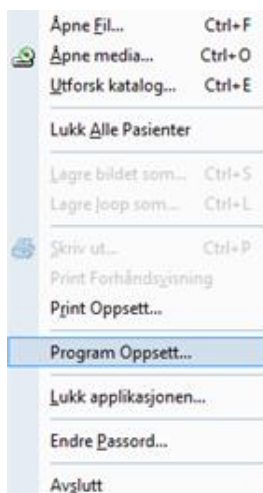 Åpne Fil... Ctrl+F
Åpne media... Ctrl+O
Utforsk katalog... Ctrl+E
Lukk Alle Pasienter
Lagre bildet som... Ctrl+S
Lagre loop som... Ctrl+L
Skriv ut... Ctrl+P
Print Forhåndsvisning
Print Oppsett...
Program Oppsett...
Lukk applikasjonen...
Endre Passord...
Avslutt